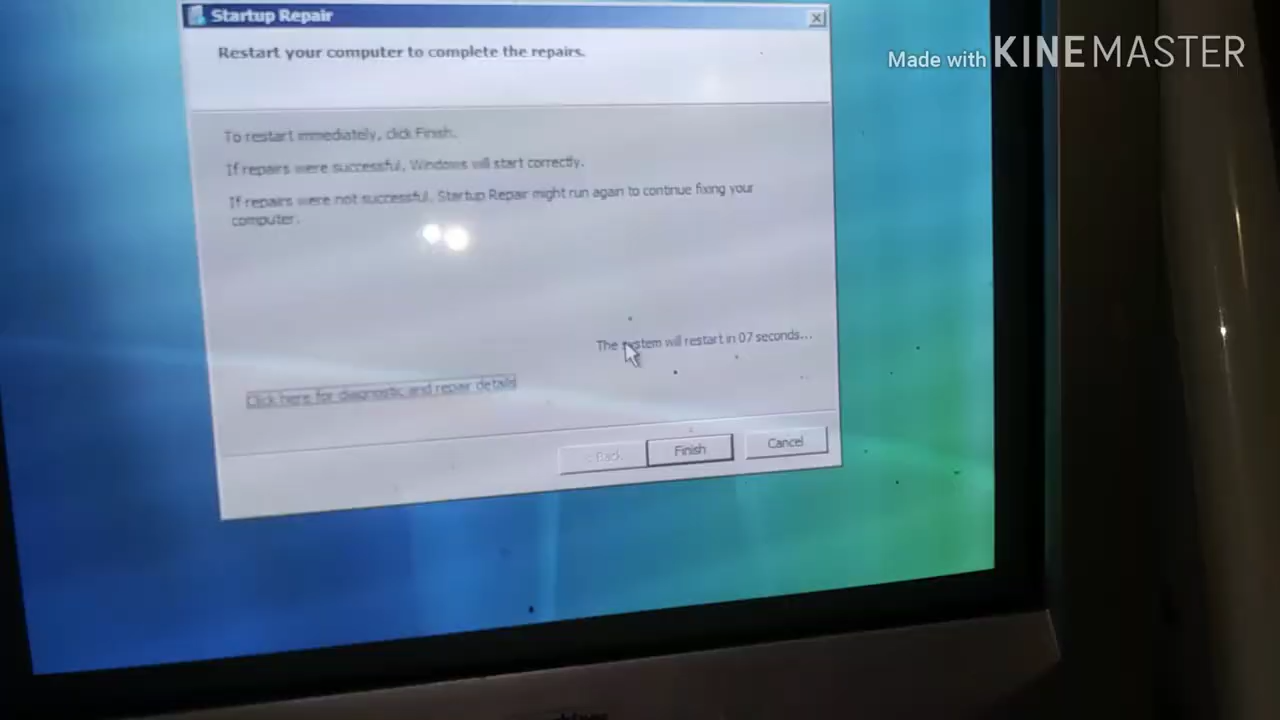 Startup Repair
Made with KINEMASTER
Restart your computer to complete the repairs.
To restart immediately, click Finish.
If repairs were successful, Windows will start correctly.
If repairs were not successful, Startup Repair might run again to continue fixing your
computer.
The system will restart in 07 seconds...
Click here for diagnostic and repair details
< Back
Finish
Cancel